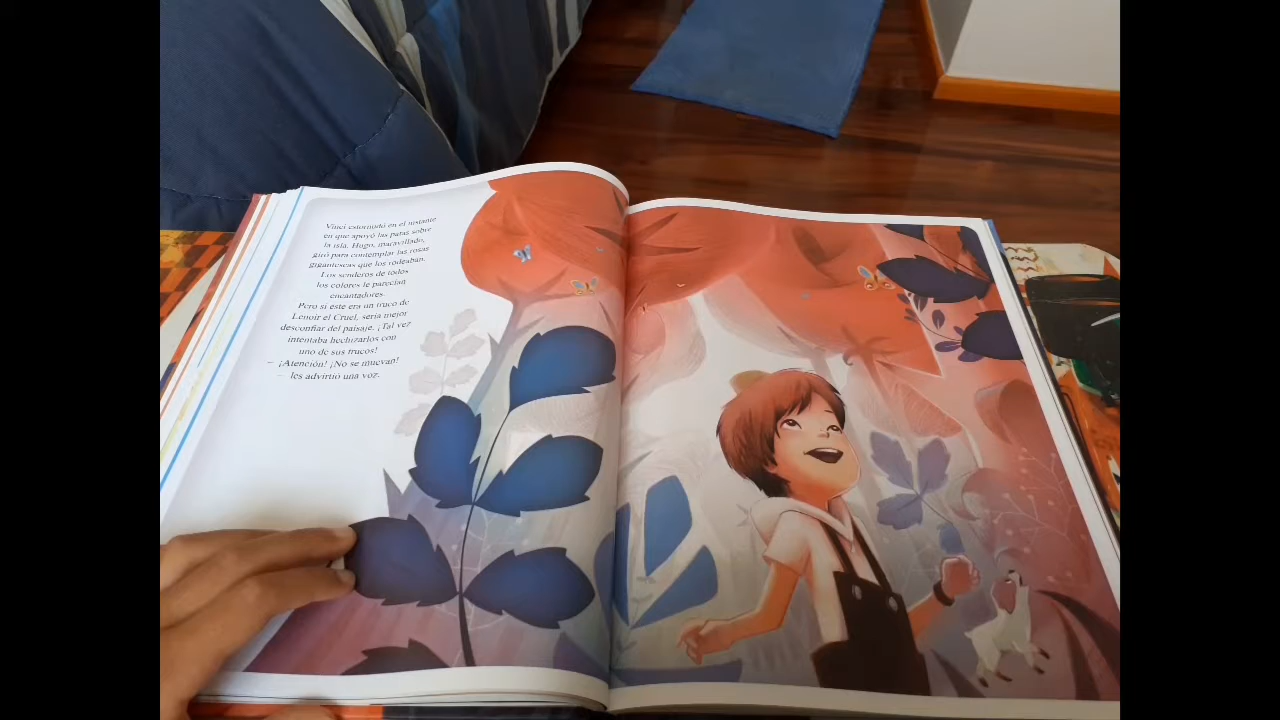 Vinci estornudó en el instante
en que apoyó las patas sobre
la isla. Hugo, maravillado,
giró para contemplar las rosas
gigantescas que los rodeaban.
Los senderos de todos
los colores le parecían
encantadores.
Pero si este era un truco de
Lenoir el Cruel, sería mejor
desconfiar del paisaje. ¡Tal vez
intentaba hechizarlos con
uno de sus trucos!
– ¡Atención! ¡No se muevan!
– les advirtió una voz.